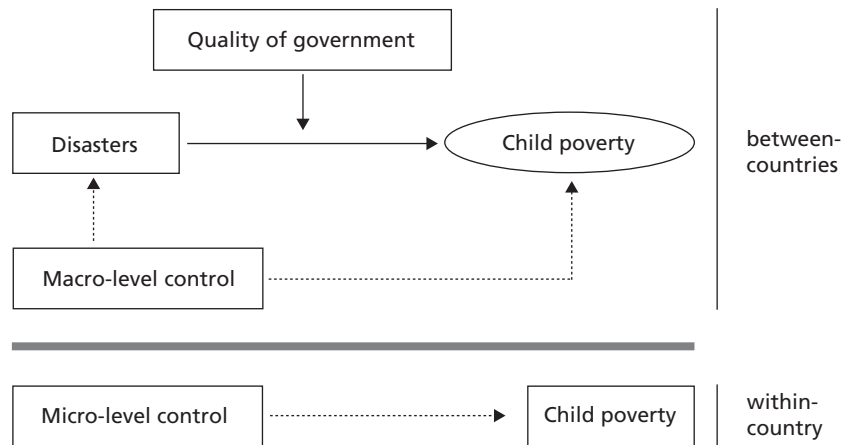 Quality of government
Disasters
Child poverty
between-
countries
Macro-level control
Micro-level control
Child poverty
within-
country